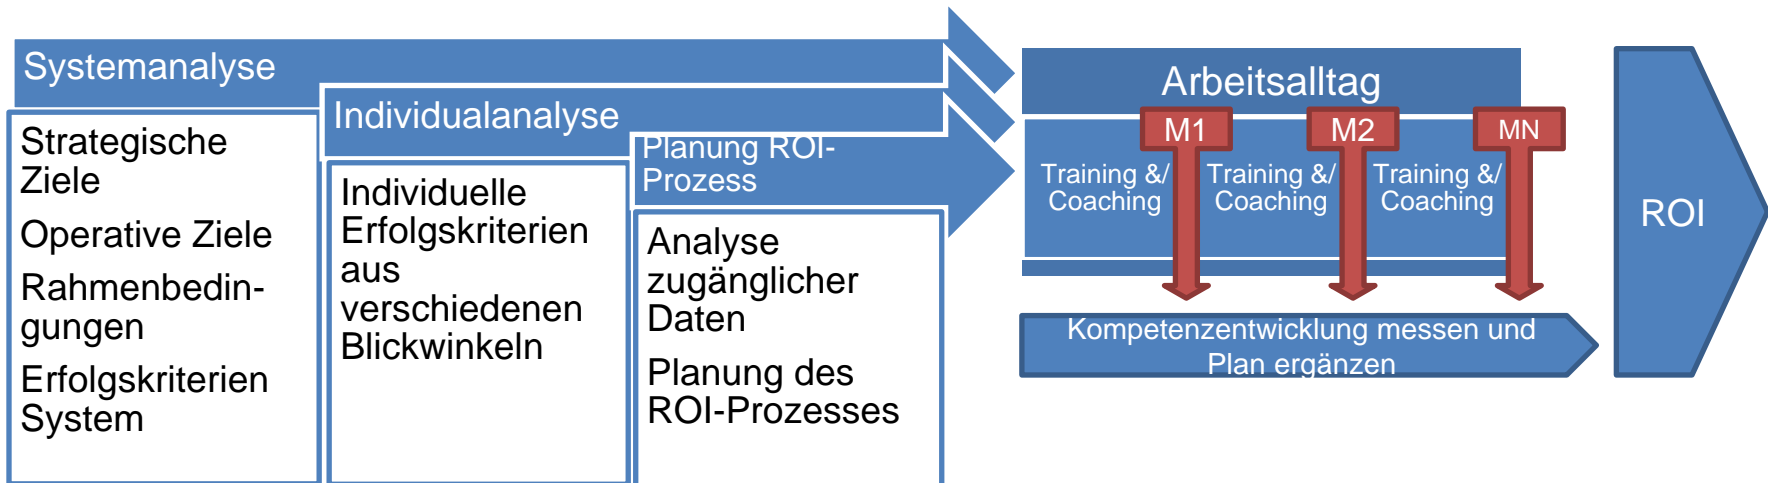 Systemanalyse
Strategische
Ziele
Operative Ziele
Rahmenbedin-
gungen
Erfolgskriterien
System
Individualanalyse
Individuelle
Erfolgskriterien
aus
verschiedenen
Blickwinkeln
Planung ROI-
Prozess
Analyse
zugänglicher
Daten
Planung des
ROI-Prozesses
Arbeitsalltag
M1
M2
MN
Training &/
Coaching
Training &/
Coaching
Training &/
Coaching
Kompetenzentwicklung messen und
Plan ergänzen
ROI